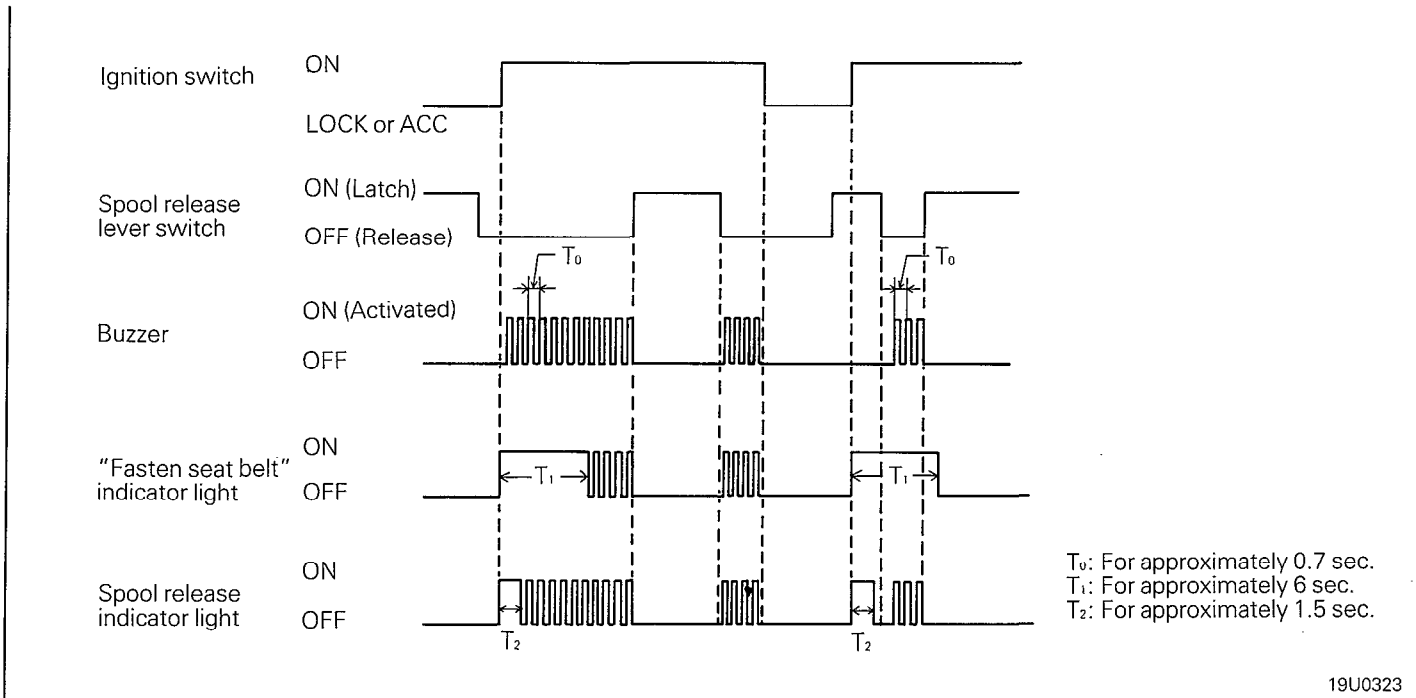 Ignition switch
ON
LOCK or ACC
Spool release
lever switch
ON (Latch)
OFF (Release)
T₀
T₀
Buzzer
ON (Activated)
OFF
"Fasten seat belt"
indicator light
ON
OFF
T₁
T₁
Spool release
indicator light
ON
OFF
T₂
T₂
T₀: For approximately 0.7 sec.
T₁: For approximately 6 sec.
T₂: For approximately 1.5 sec.
19U0323